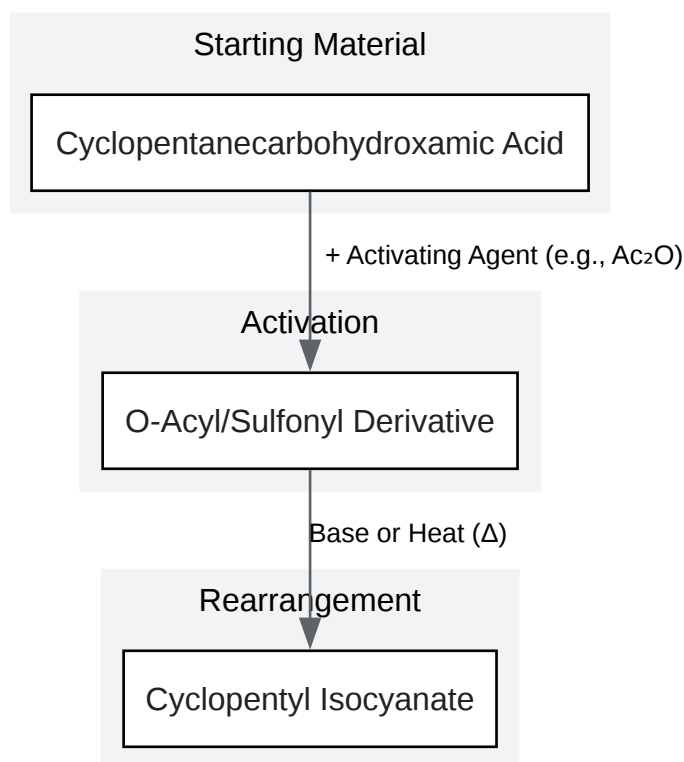 Starting Material
Cyclopentanecarbohydroxamic Acid
+ Activating Agent (e.g., Ac₂O)
Activation
O-Acyl/Sulfonyl Derivative
Base or Heat (Δ)
Rearrangement
Cyclopentyl Isocyanate